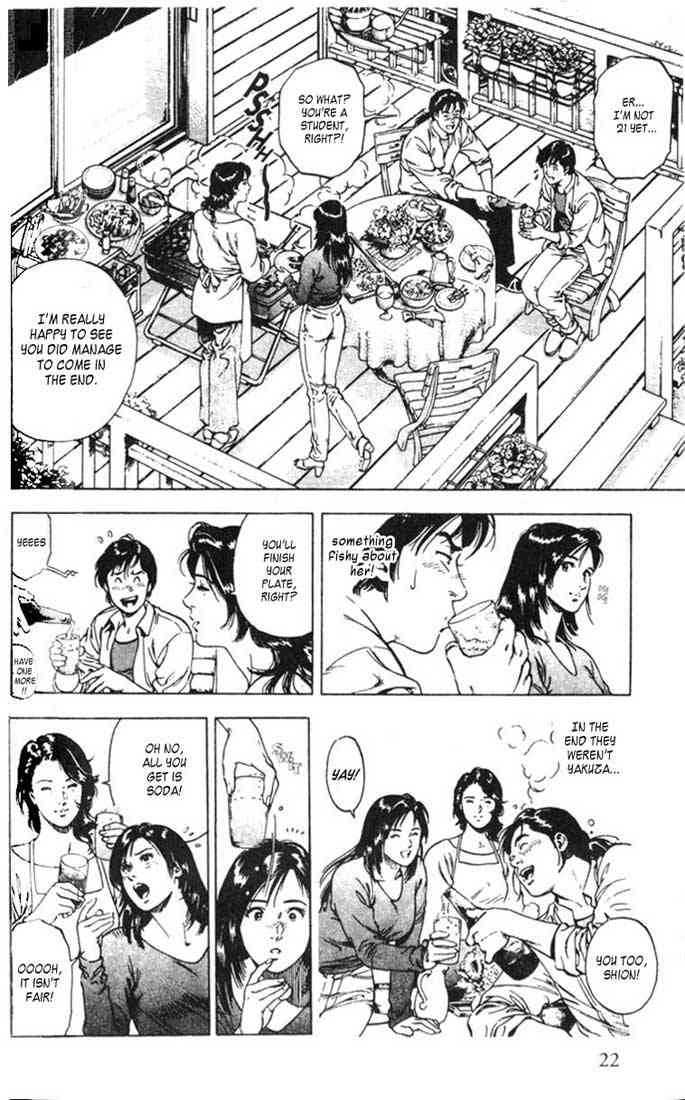 ER...
I'M NOT
21 YET...
SO WHAT?
YOU'RE A
STUDENT,
RIGHT?!
PSSSHH!
I'M REALLY
HAPPY TO SEE
YOU DID MANAGE
TO COME IN
THE END.
something
fishy about
her!
YOU'LL
FINISH
YOUR
PLATE,
RIGHT?
YEEES
HAVE
ONE
MORE
!!
IN THE
END THEY
WEREN'T
YAKUZA...
YAY!
YOU TOO,
SHION!
OH NO,
ALL YOU
GET IS
SODA!
OOOOH,
IT ISN'T
FAIR!
22